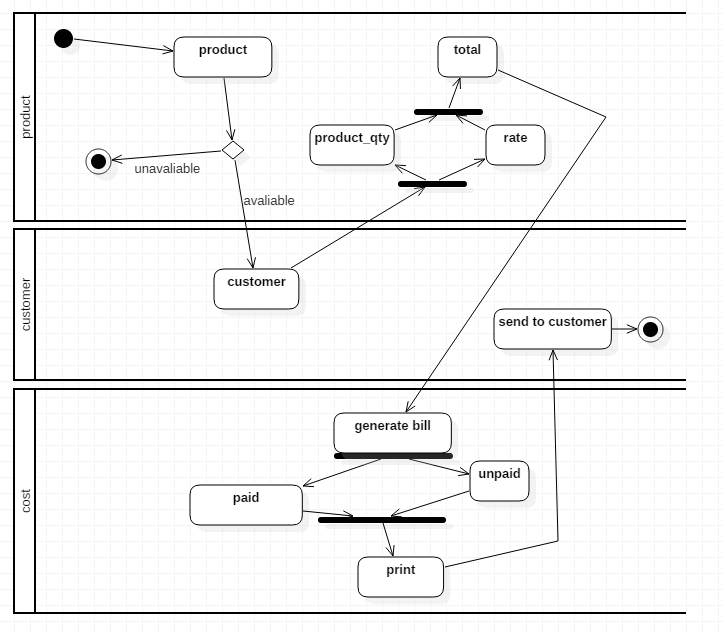 product
product
total
product_qty
rate
unavaliable
avaliable
customer
customer
send to customer
cost
generate bill
unpaid
paid
print